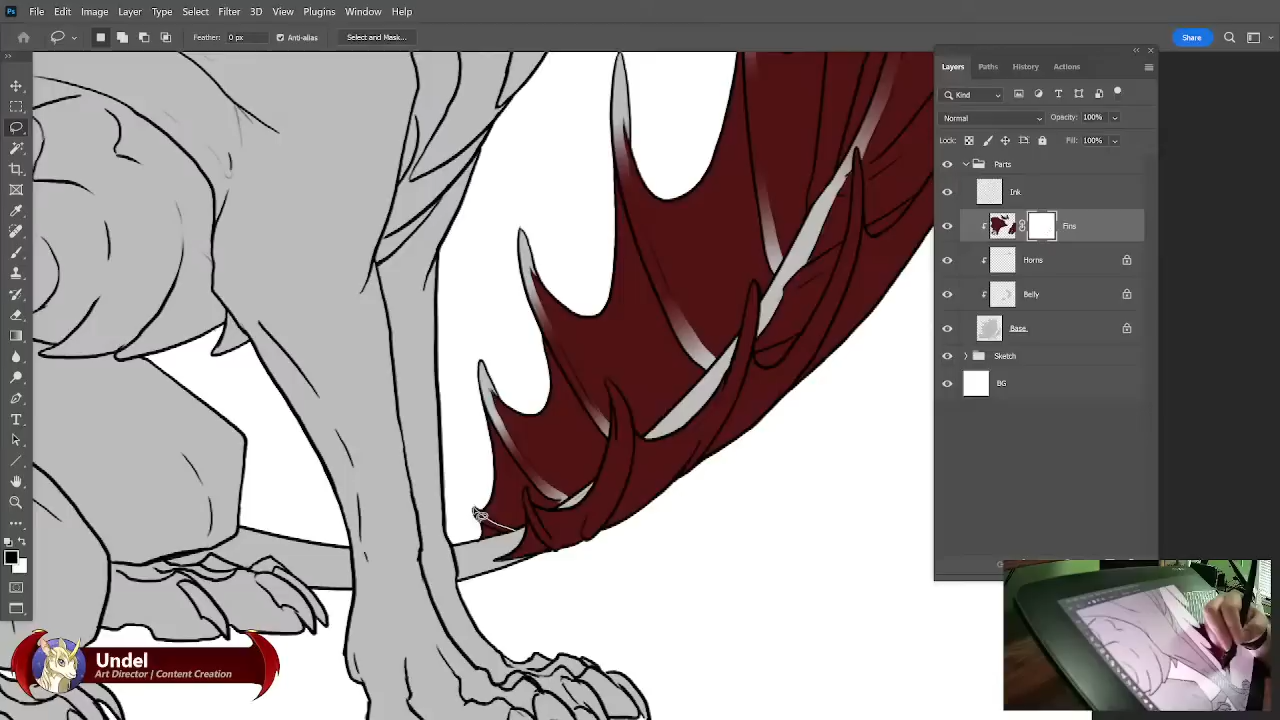 Ps File Edit Image Layer Type Select Filter 3D View Plugins Window Help
Feather: 0 px Anti-alias Select and Mask... Share
Layers Paths History Actions
Kind
Normal Opacity: 100%
Lock: Fill: 100%
Parts
Ink
Fins
Horns
Belly
Base
Sketch
BG
Undel
Art Director | Content Creation